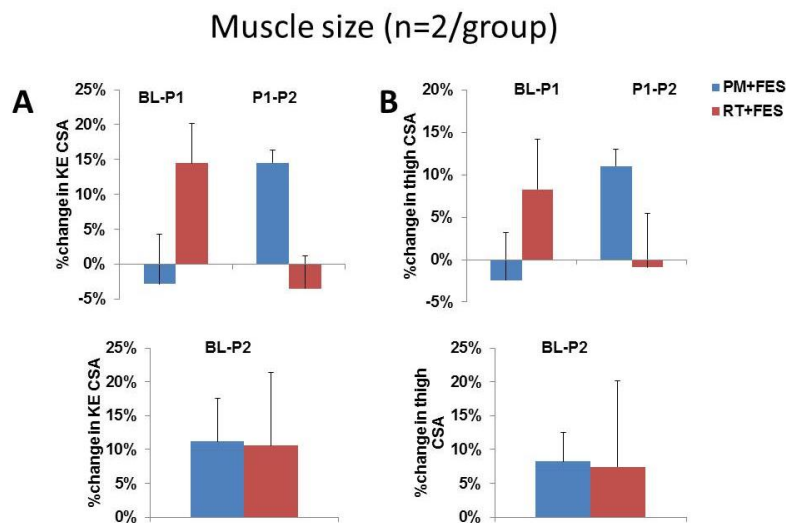 Muscle size (n=2/group)
A
%change in KE CSA
25%
20%
15%
10%
5%
0%
-5%
BL-P1
P1-P2
B
%change in thigh CSA
20%
15%
10%
5%
0%
-5%
BL-P1
P1-P2
PM+FES
RT+FES
%change in KE CSA
25%
20%
15%
10%
5%
0%
BL-P2
%change in thigh
CSA
25%
20%
15%
10%
5%
0%
BL-P2